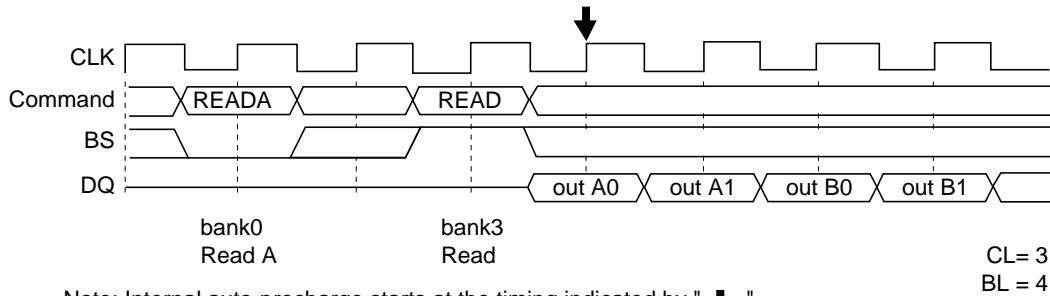 CLK
Command READA READ
BS
DQ out A0 out A1 out B0 out B1
bank0 bank3
Read A Read
CL= 3
BL = 4
Note: Internal auto-precharge starts at the timing indicated by " ".